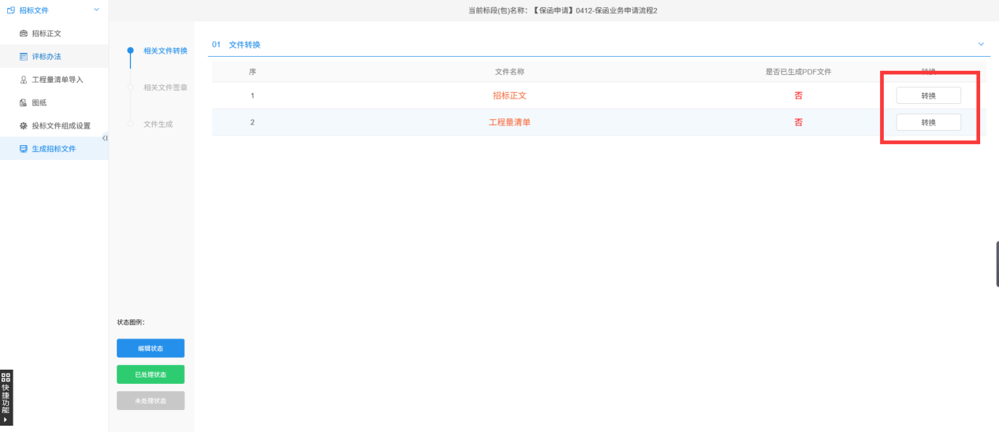 招标文件
当前标段(包)名称：【保函申请】0412-保函业务申请流程2
招标正文
评标办法
工程量清单导入
图纸
投标文件组成设置
生成招标文件
相关文件转换
相关文件签章
文件生成
01 文件转换
序 文件名称 是否已生成PDF文件 转换
1 招标正文 否 转换
2 工程量清单 否 转换
状态图例：
编辑状态
已处理状态
未处理状态
快捷功能